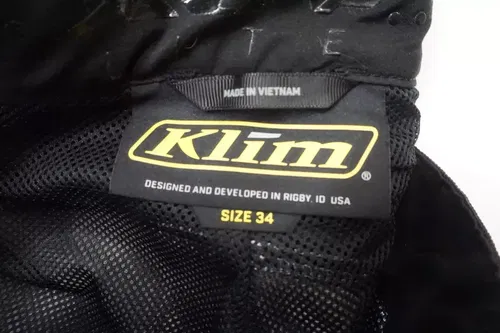 MADE IN VIETNAM
Klim®
DESIGNED AND DEVELOPED IN RIGBY, ID USA
SIZE 34